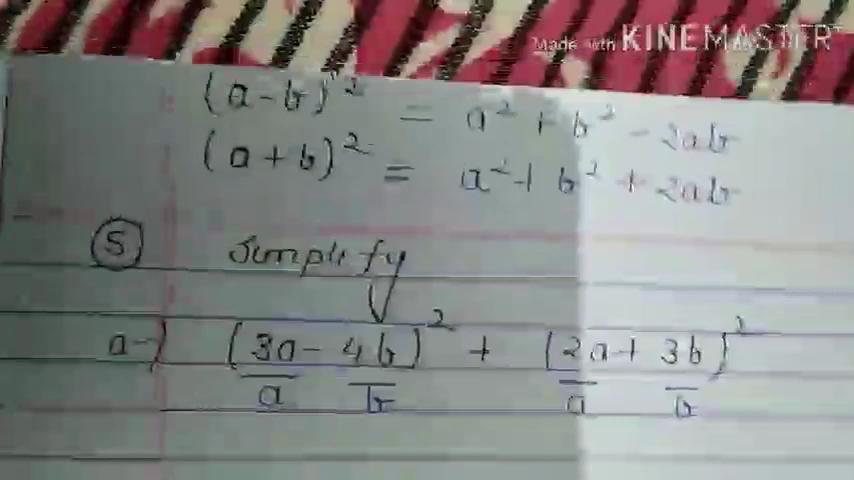 Made with KINEMASTER
(a - b)² = a² + b² - 2ab
(a + b)² = a² + b² + 2ab
5 Simplify
a-) (3a - 4b)² + (2a + 3b)²
a b a b